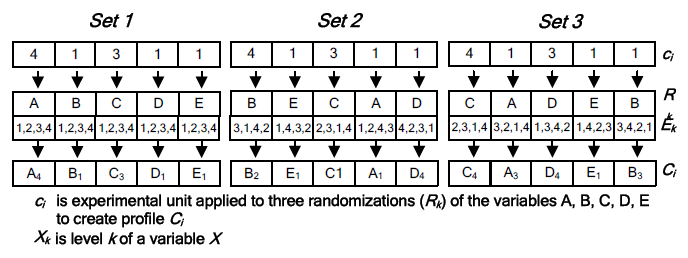 Set 1 Set 2 Set 3
4 1 3 1 1 4 1 3 1 1 4 1 3 1 1 cᵢ
A B C D E B E C A D C A D E B R
1,2,3,4 1,2,3,4 1,2,3,4 1,2,3,4 1,2,3,4 3,1,4,2 1,4,3,2 2,3,1,4 1,2,4,3 4,2,3,1 2,3,1,4 3,2,1,4 1,3,4,2 1,4,2,3 3,4,2,1 Eₖ
A₄ B₁ C₃ D₁ E₁ B₂ E₁ C1 A₁ D₄ C₄ A₃ D₄ E₁ B₃ Cᵢ
cᵢ is experimental unit applied to three randomizations (Rₖ) of the variables A, B, C, D, E
to create profile Cᵢ
Xₖ is level k of a variable X